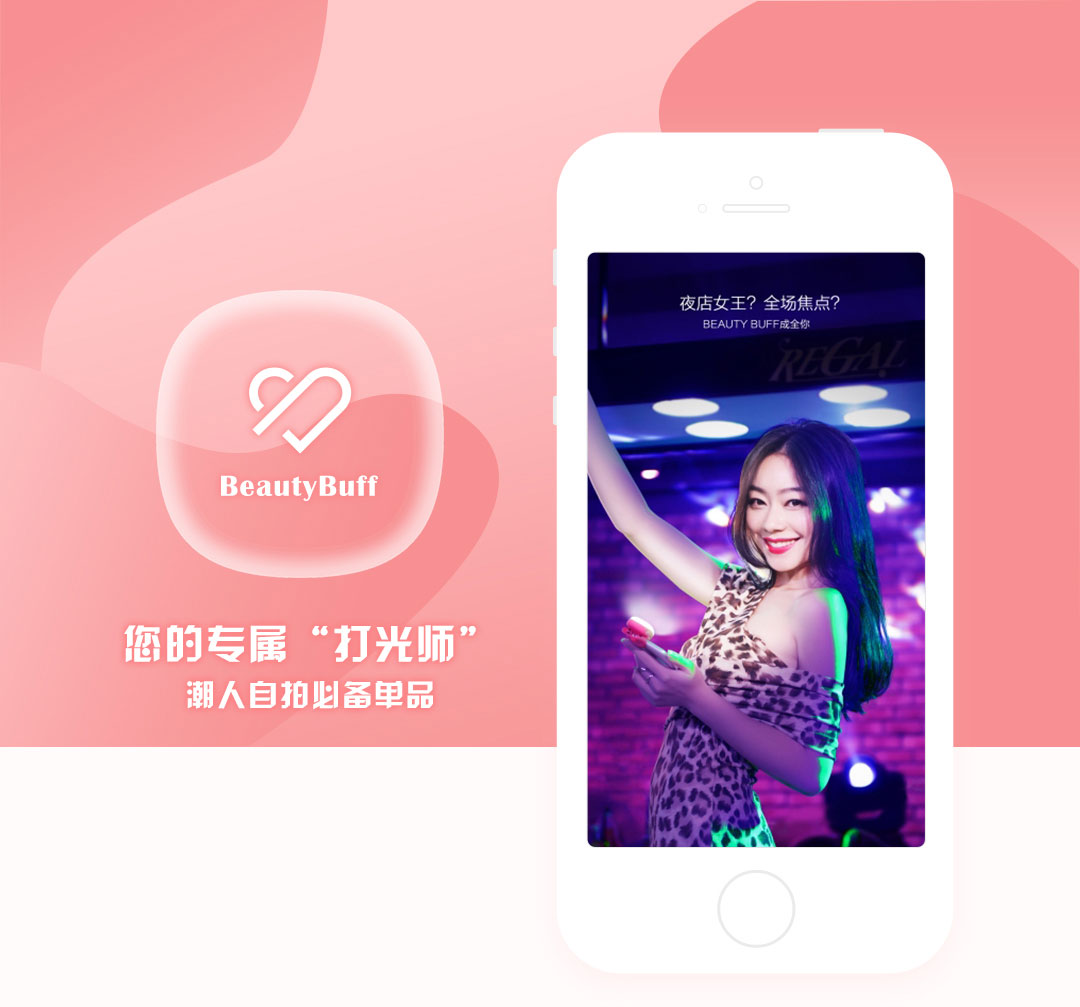 BeautyBuff
您的专属“打光师”
潮人自拍必备单品
夜店女王？全场焦点？
BEAUTY BUFF成全你
REGAL